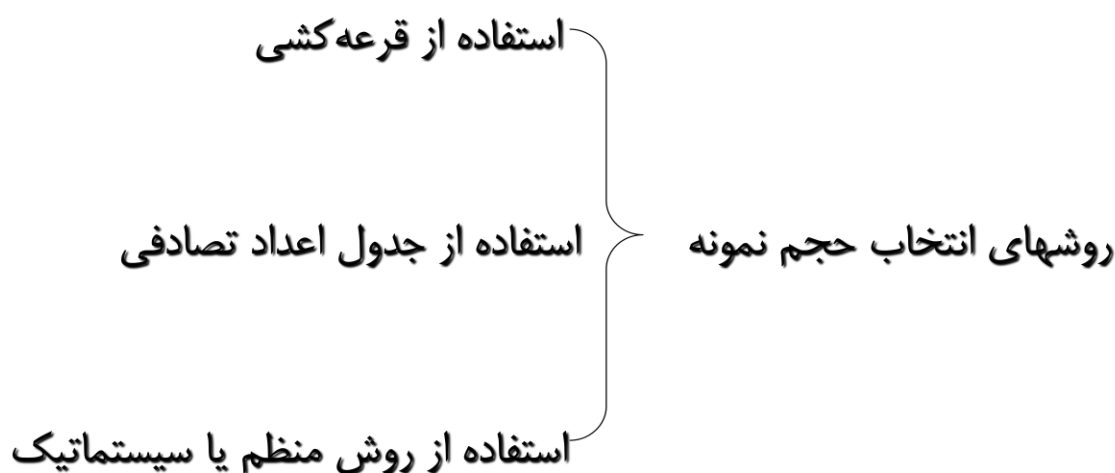 روشهای انتخاب حجم نمونه
استفاده از قرعه‌کشی
استفاده از جدول اعداد تصادفی
استفاده از روش منظم یا سیستماتیک